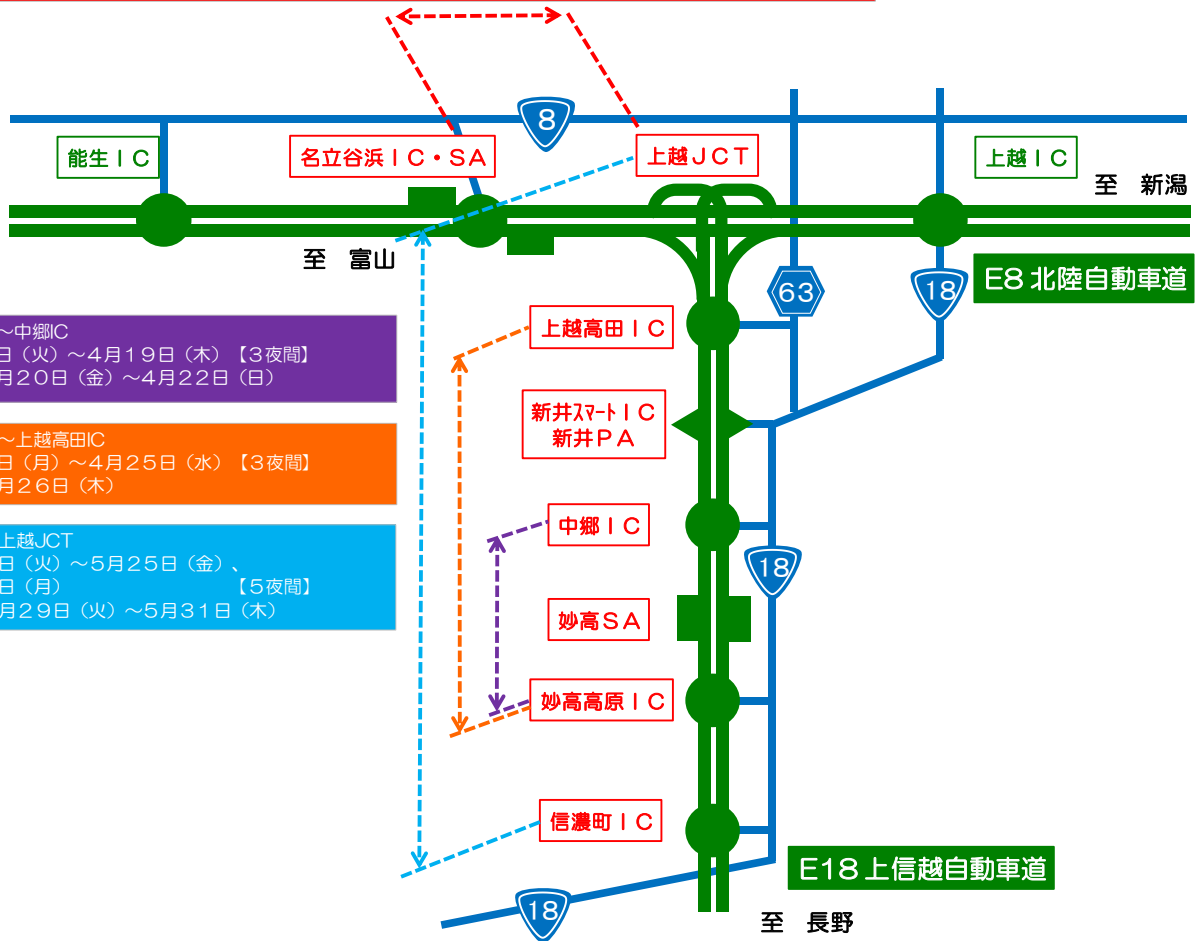 8
能生ＩＣ
名立谷浜ＩＣ・ＳＡ
上越ＪＣＴ
上越ＩＣ
至　新潟
至　富山
E8 北陸自動車道
63
18
上越高田ＩＣ
～中郷IC
日（火）～４月１９日（木）【３夜間】
月２０日（金）～４月２２日（日）
新井ｽﾏｰﾄＩＣ
新井ＰＡ
～上越高田IC
日（月）～４月２５日（水）【３夜間】
月２６日（木）
中郷ＩＣ
上越JCT
日（火）～５月２５日（金）、
日（月）　　　　　　　　【５夜間】
月２９日（火）～５月３１日（木）
18
妙高ＳＡ
妙高高原ＩＣ
信濃町ＩＣ
E18 上信越自動車道
18
至　長野